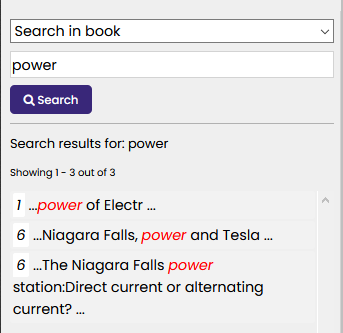 Search in book
power
Search
Search results for: power
Showing 1 - 3 out of 3
1 ...power of Electr ...
6 ...Niagara Falls, power and Tesla ...
6 ...The Niagara Falls power
station:Direct current or alternating
current? ...